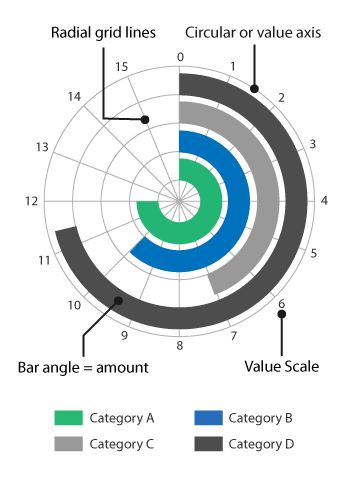 Radial grid lines
Circular or value axis
0
15
1
14
2
13
3
12
4
11
5
10
6
9
7
8
Bar angle = amount
Value Scale
Category A
Category B
Category C
Category D